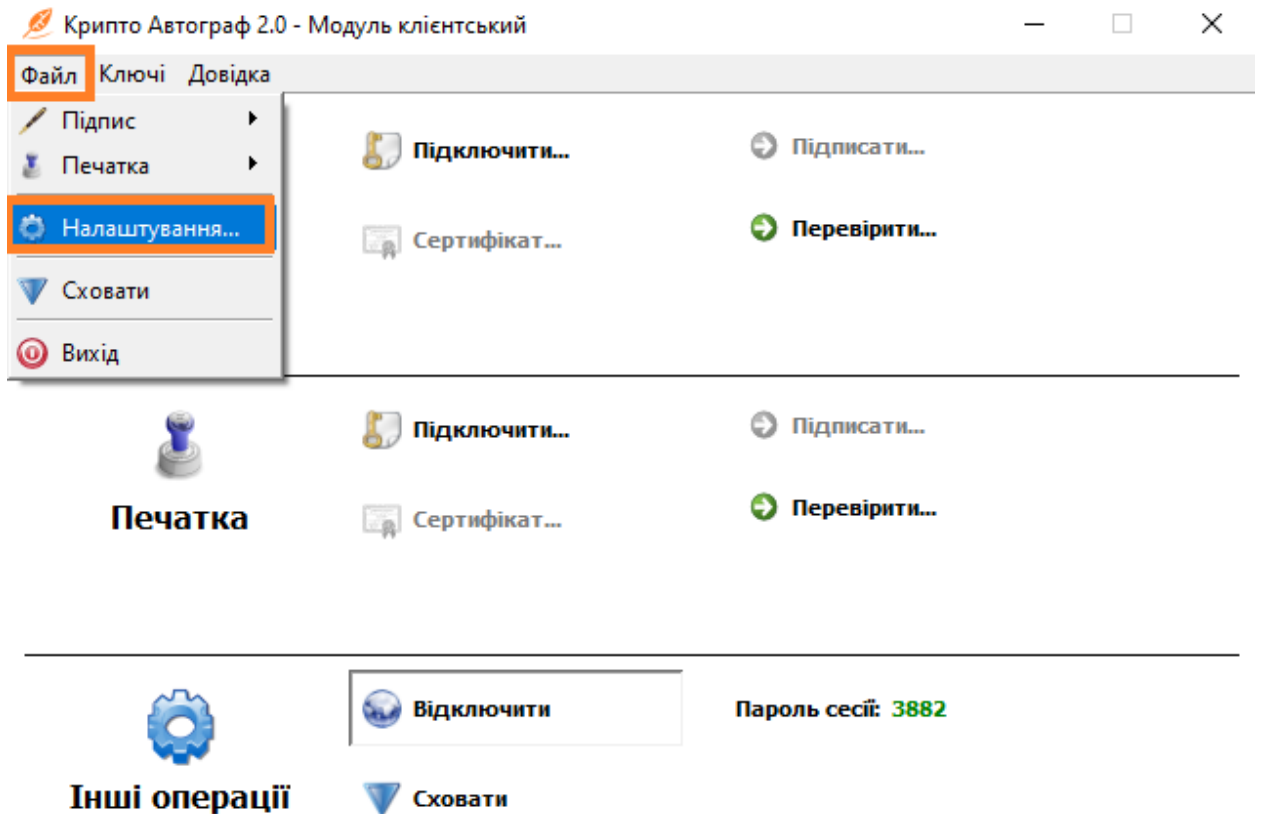 Крипто Автограф 2.0 - Модуль клієнтський
Файл Ключі Довідка
Підпис
Печатка
Налаштування...
Сховати
Вихід
Підключити...
Підписати...
Сертифікат...
Перевірити...
Печатка
Підключити...
Підписати...
Сертифікат...
Перевірити...
Інші операції
Відключити
Пароль сесії: 3882
Сховати